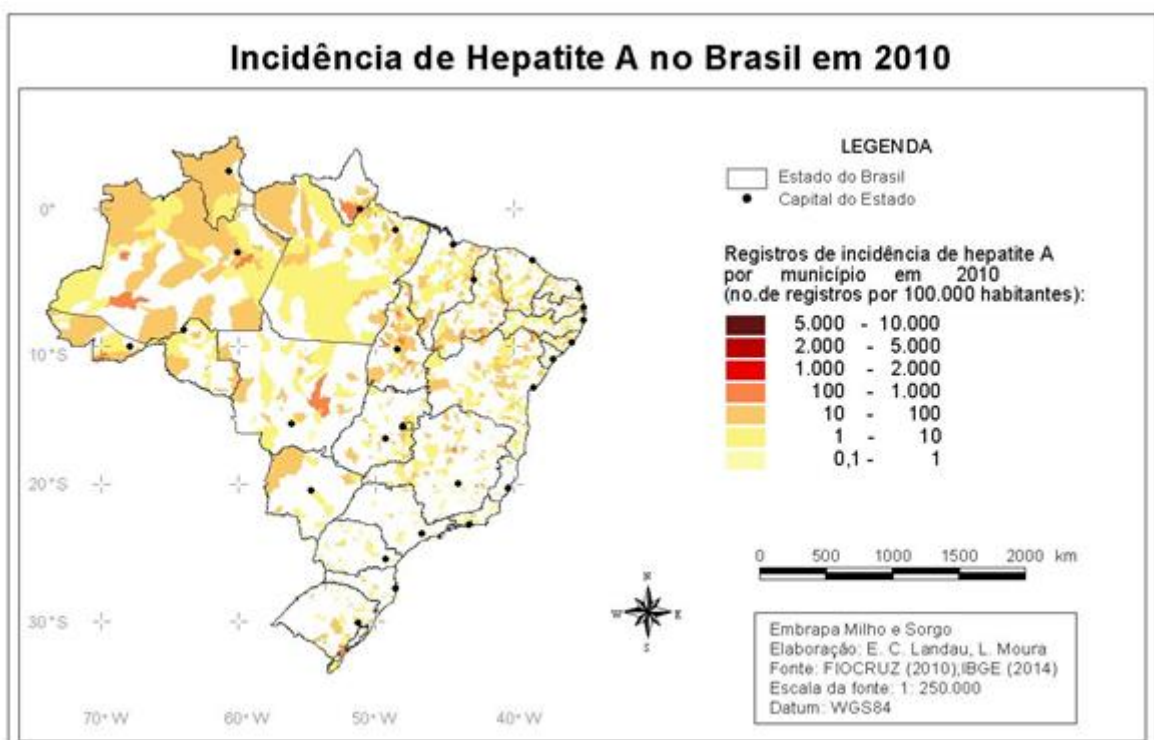 Incidência de Hepatite A no Brasil em 2010
LEGENDA
Estado do Brasil
Capital do Estado
Registros de incidência de hepatite A
por município em 2010
(no.de registros por 100.000 habitantes):
5.000 - 10.000
2.000 - 5.000
1.000 - 2.000
100 - 1.000
10 - 100
1 - 10
0,1 - 1
0°
10°S
20°S
30°S
70° W 60° W 50° W 40° W
0 500 1000 1500 2000 km
N
W E
S
Embrapa Milho e Sorgo
Elaboração: E. C. Landau, L. Moura
Fonte: FIOCRUZ (2010),IBGE (2014)
Escala da fonte: 1: 250.000
Datum: WGS84